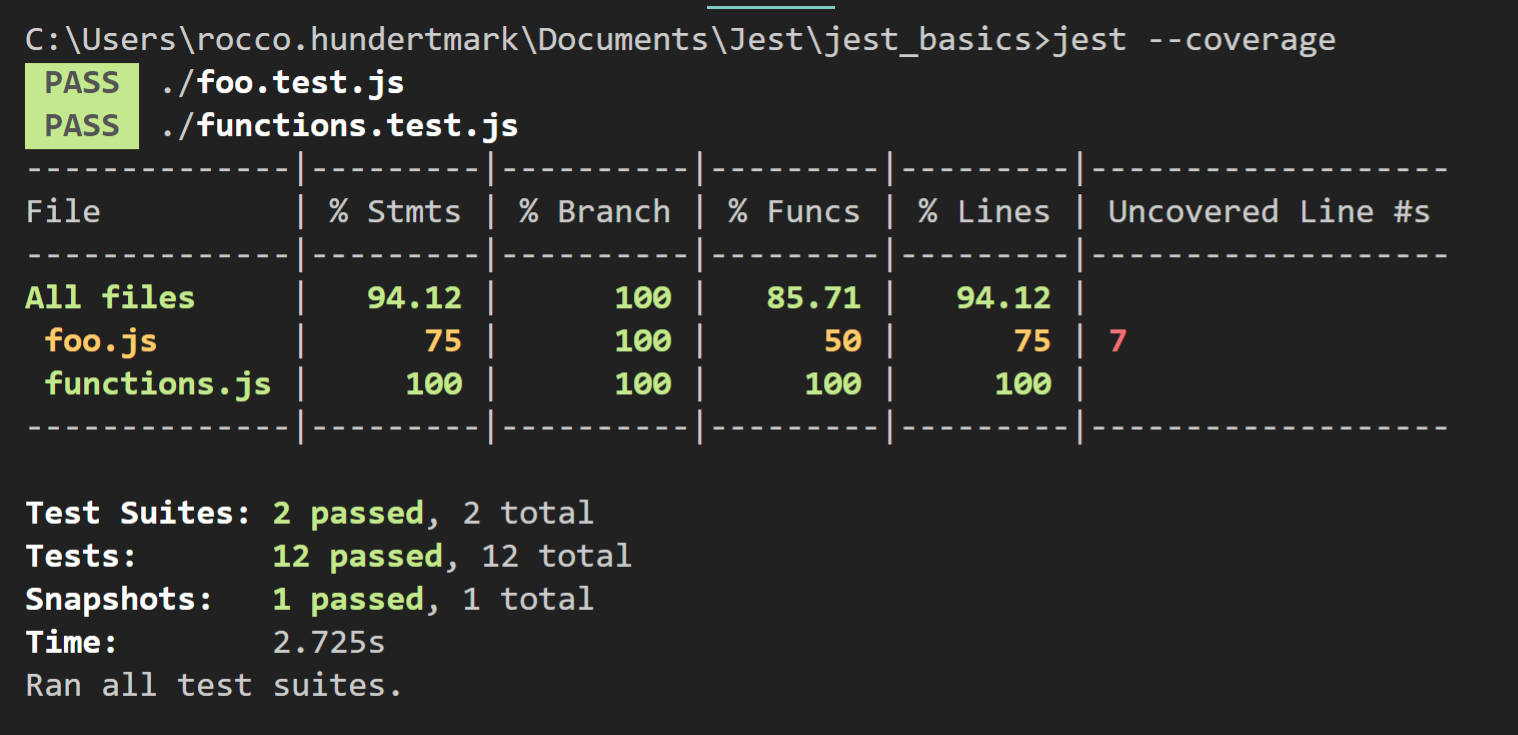 C:\Users\rocco.hundertmark\Documents\Jest\jest_basics>jest --coverage
PASS ./foo.test.js
PASS ./functions.test.js
--------------|---------|----------|---------|---------|-------------------
File          | % Stmts | % Branch | % Funcs | % Lines | Uncovered Line #s
--------------|---------|----------|---------|---------|-------------------
All files     |   94.12 |      100 |   85.71 |   94.12 |
 foo.js       |      75 |      100 |      50 |      75 | 7
 functions.js |     100 |      100 |     100 |     100 |
--------------|---------|----------|---------|---------|-------------------
Test Suites: 2 passed, 2 total
Tests:       12 passed, 12 total
Snapshots:   1 passed, 1 total
Time:        2.725s
Ran all test suites.